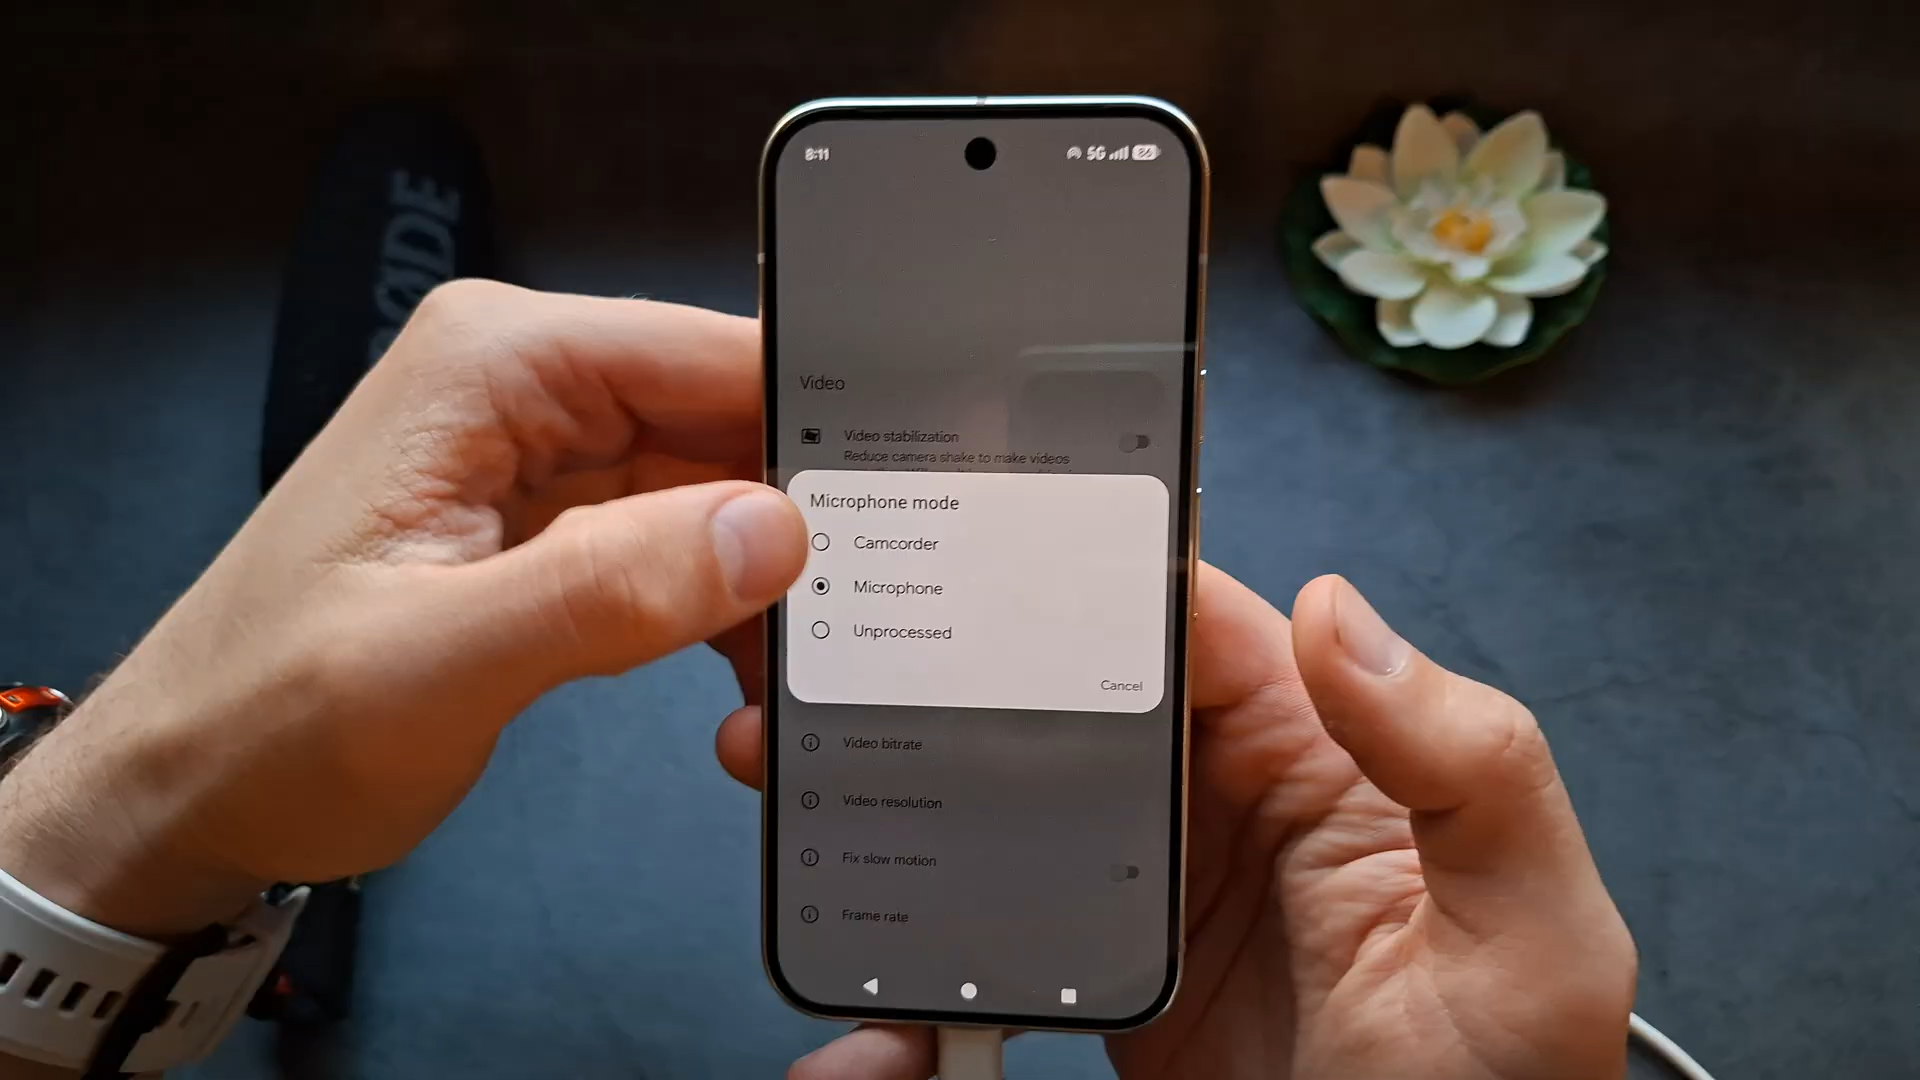 8:11
5G
86
Video
Video stabilization
Reduce camera shake to make videos
Microphone mode
Camcorder
Microphone
Unprocessed
Cancel
Video bitrate
Video resolution
Fix slow motion
Frame rate